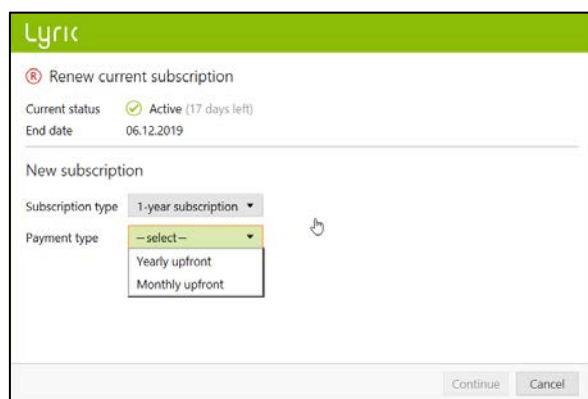 Lyric
R Renew current subscription
Current status Active (17 days left)
End date 06.12.2019
New subscription
Subscription type 1-year subscription
Payment type —select—
Yearly upfront
Monthly upfront
Continue Cancel